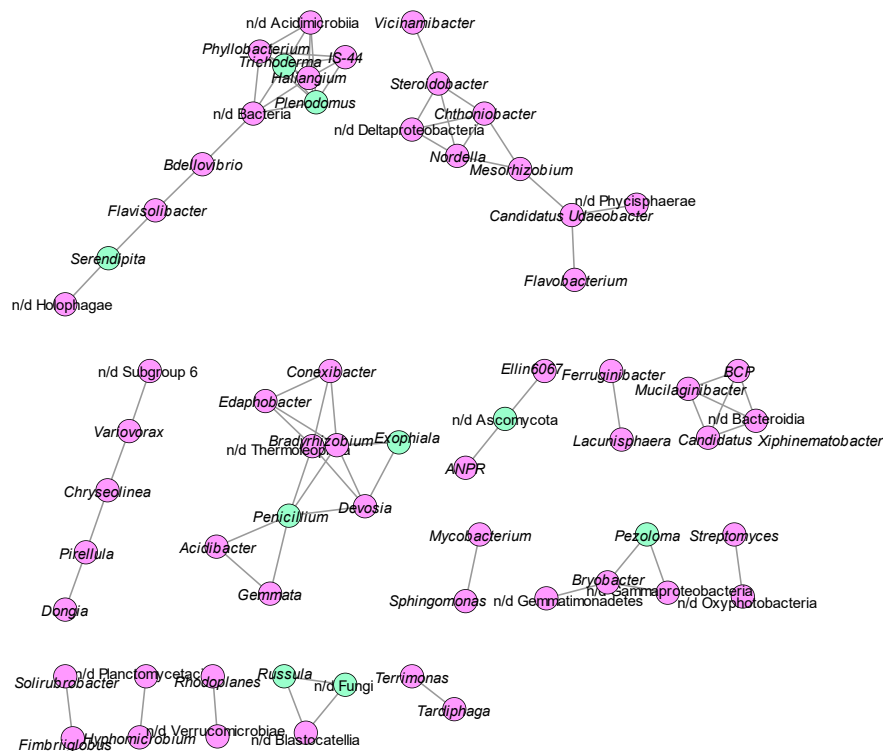 n/d Acidimicrobiia
Vicinamibacter
Phyllobacterium
Trichoderma
IS-44
Haliangium
Steroidobacter
Plenodomus
n/d Bacteria
Chthoniobacter
n/d Deltaproteobacteria
Nordella
Bdellovibrio
Mesorhizobium
n/d Phycisphaerae
Flavisolibacter
Candidatus Udaeobacter
Serendipita
Flavobacterium
n/d Holophagae
n/d Subgroup 6
Conexibacter
Ellin6067
Ferruginibacter
BCP
Mucilaginibacter
Edaphobacter
n/d Ascomycota
n/d Bacteroidia
Variovorax
Bradyrhizobium
Exophiala
Lacunisphaera
Candidatus Xiphinematobacter
n/d Thermoleophilia
ANPR
Chryseolinea
Devosia
Penicillium
Mycobacterium
Pezoloma
Streptomyces
Acidibacter
Pirellula
Bryobacter
n/d Gammaproteobacteria
Gemmata
Sphingomonas
n/d Gemmatimonadetes
n/d Oxyphotobacteria
Dongia
Solirubrobacter
Rhodoplanes
Russula
n/d Fungi
Terrimonas
Tardiphaga
Fimbriiglobus
Hyphomicrobium
n/d Verrucomicrobiae
n/d Blastocatellia